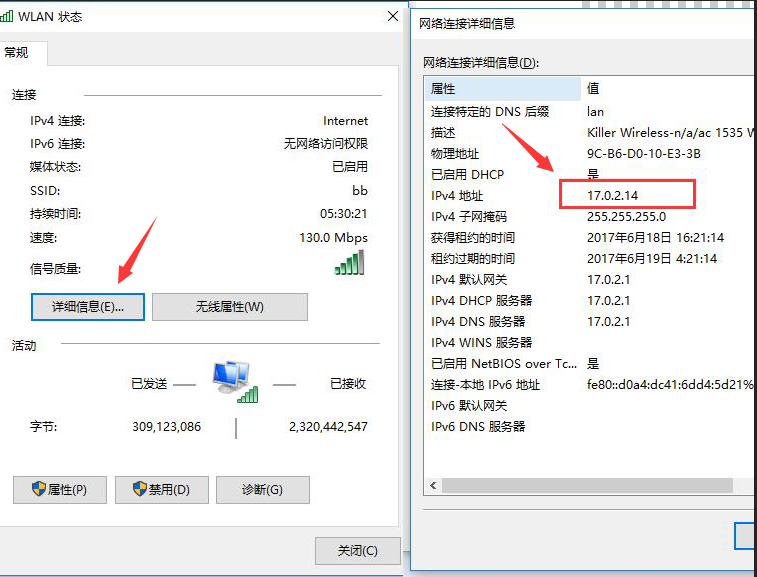 WLAN 状态
常规
连接
IPv4 连接: Internet
IPv6 连接: 无网络访问权限
媒体状态: 已启用
SSID: bb
持续时间: 05:30:21
速度: 130.0 Mbps
信号质量:
详细信息(E)... 无线属性(W)
活动
已发送 已接收
字节: 309,123,086 2,320,442,547
属性(P) 禁用(D) 诊断(G)
关闭(C)
网络连接详细信息
网络连接详细信息(D):
属性 值
连接特定的 DNS 后缀 lan
描述 Killer Wireless-n/a/ac 1535 W
物理地址 9C-B6-D0-10-E3-3B
已启用 DHCP 是
IPv4 地址 17.0.2.14
IPv4 子网掩码 255.255.255.0
获得租约的时间 2017年6月18日 16:21:14
租约过期的时间 2017年6月19日 4:21:14
IPv4 默认网关 17.0.2.1
IPv4 DHCP 服务器 17.0.2.1
IPv4 DNS 服务器 17.0.2.1
IPv4 WINS 服务器
已启用 NetBIOS over Tc... 是
连接-本地 IPv6 地址 fe80::d0a4:dc41:6dd4:5d21%
IPv6 默认网关
IPv6 DNS 服务器